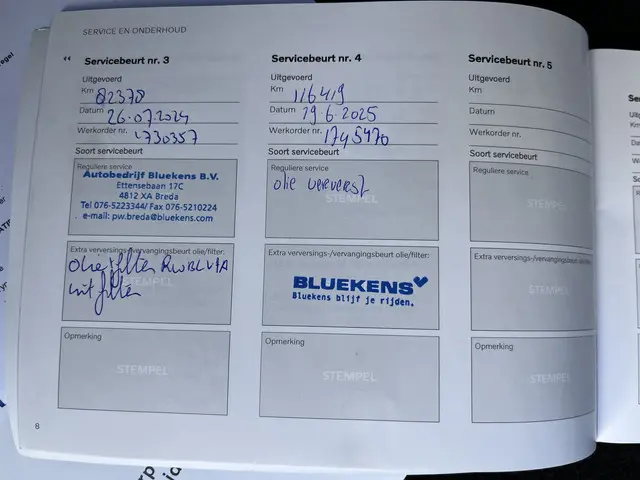 SERVICE EN ONDERHOUD
Servicebeurt nr. 3
Uitgevoerd
Km 82378
Datum 26.07.2024
Werkorder nr. 1730357
Soort servicebeurt
Reguliere service
Autobedrijf Bluekens B.V.
Ettensebaan 17C
4812 XA Breda
Tel 076-5223344/ Fax 076-5210224
e-mail: pw.breda@bluekens.com
Extra verversings-/vervangingsbeurt olie/filter:
Olie filter
filter
Opmerking
STEMPEL
8
Servicebeurt nr. 4
Uitgevoerd
Km 116419
Datum 19.6.2025
Werkorder nr. 1745470
Soort servicebeurt
Reguliere service
olie ververst
STEMPEL
Extra verversings-/vervangingsbeurt olie/filter:
BLUEKENS
Bluekens blijf je rijden.
Opmerking
STEMPEL
Servicebeurt nr. 5
Uitgevoerd
Km
Datum
Werkorder nr.
Soort servicebeurt
Reguliere service
STEMPEL
Extra verversings-/vervangingsbeurt
STEMPEL
Opmerking
STEMPEL